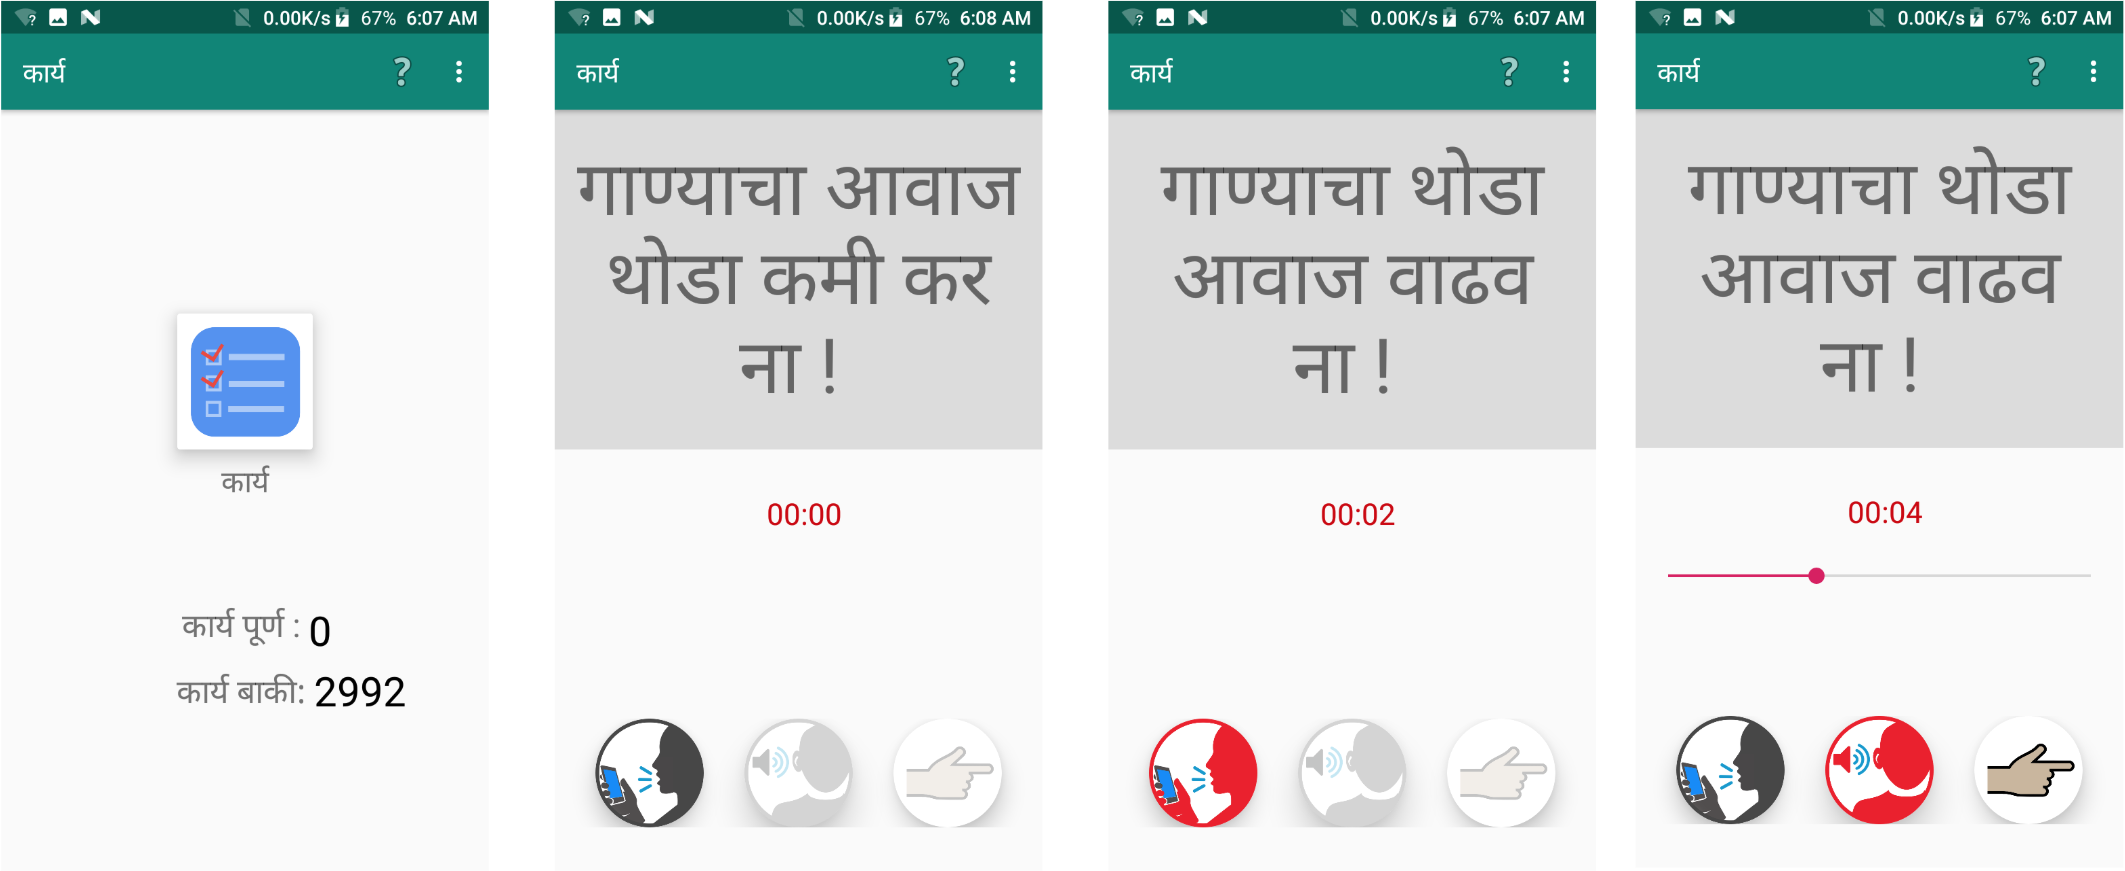 0.00K/s 67% 6:07 AM
कार्य ?
कार्य
कार्य पूर्ण : 0
कार्य बाकी: 2992
0.00K/s 67% 6:08 AM
कार्य ?
गाण्याचा आवाज
थोडा कमी कर
ना !
00:00
0.00K/s 67% 6:07 AM
कार्य ?
गाण्याचा थोडा
आवाज वाढव
ना !
00:02
0.00K/s 67% 6:07 AM
कार्य ?
गाण्याचा थोडा
आवाज वाढव
ना !
00:04